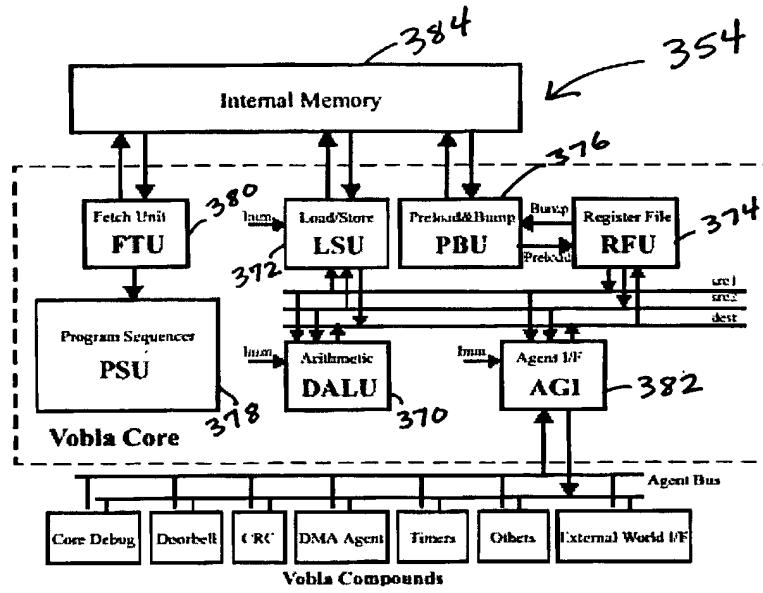 384
354
Internal Memory
376
380
Fetch Unit
FTU
Imm
Load/Store
LSU
372
Preload&Bump
PBU
Bump
Preload
Register File
RFU
374
src1
src2
dest
Program Sequencer
PSU
378
Imm
Arithmetic
DALU
370
Imm
Agent I/F
AGI
382
Vobla Core
Agent Bus
Core Debug
Doorbell
CRC
DMA Agent
Timers
Others
External World I/F
Vobla Compounds